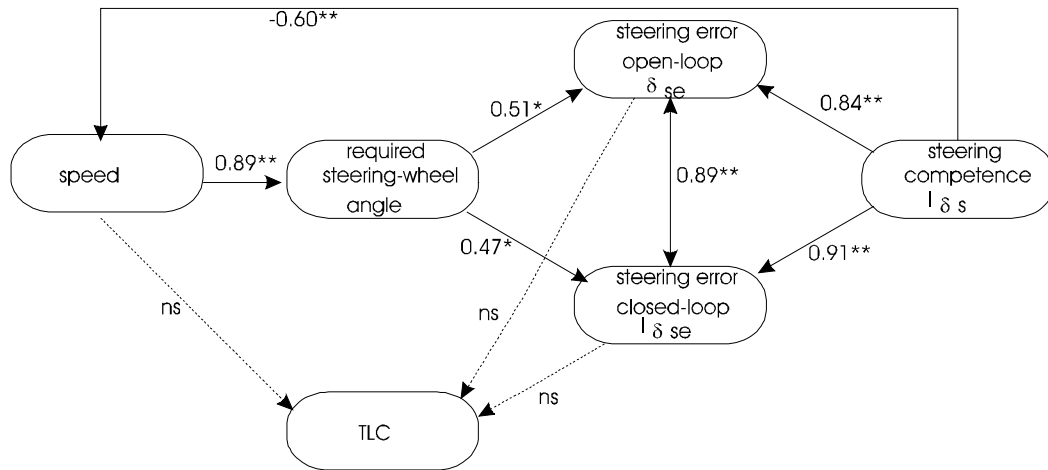 -0.60**
steering error
open-loop
δ se
0.51*
0.84**
speed
0.89**
required
steering-wheel
angle
0.89**
steering
competence
I δ s
0.47*
0.91**
steering error
closed-loop
I δ se
ns
ns
ns
TLC